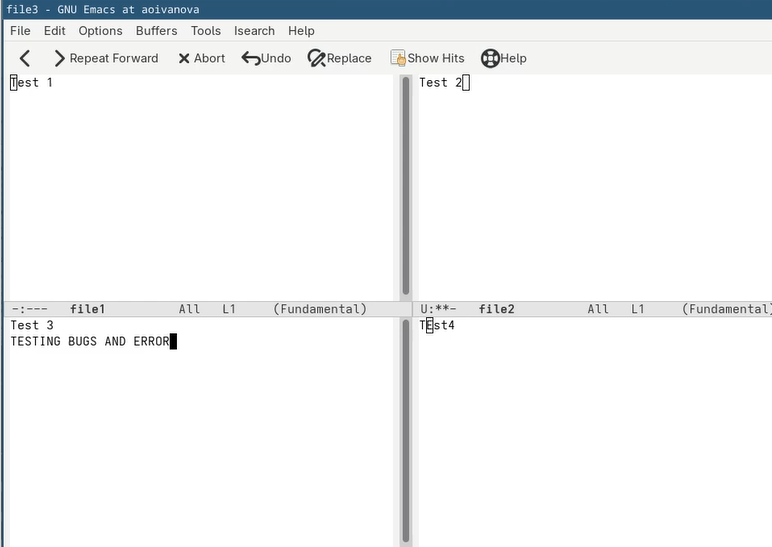 file3 - GNU Emacs at aoivanova
File Edit Options Buffers Tools Isearch Help
Repeat Forward Abort Undo Replace Show Hits Help
Test 1
Test 2
-:--- file1 All L1 (Fundamental)
U:**- file2 All L1 (Fundamental)
Test 3
TESTING BUGS AND ERROR
TEst4